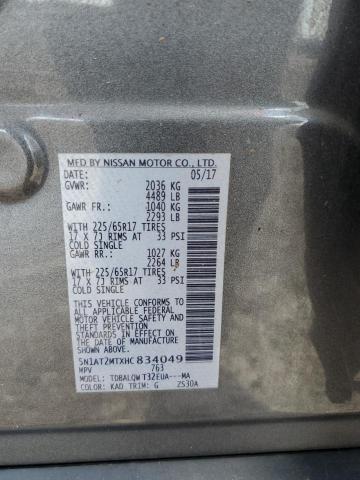 MFD BY NISSAN MOTOR CO., LTD.
DATE: 05/17
GVWR: 2036 KG
4489 LB
GAWR FR: 1040 KG
2293 LB
WITH 225/65R17 TIRES
17 X 7J RIMS AT 33 PSI
COLD SINGLE
GAWR RR: 1027 KG
2264 LB
WITH 225/65R17 TIRES
17 X 7J RIMS AT 33 PSI
COLD SINGLE
THIS VEHICLE CONFORMS TO
ALL APPLICABLE FEDERAL
MOTOR VEHICLE SAFETY
STANDARDS IN EFFECT ON
THE DATE OF MANUFACTURE
SHOWN ABOVE.
5N1AT2MTXHC834049
MPV 763
MODEL: TDBALQW T32EUA---MA
COLOR: KAD TRIM: G ZS30A